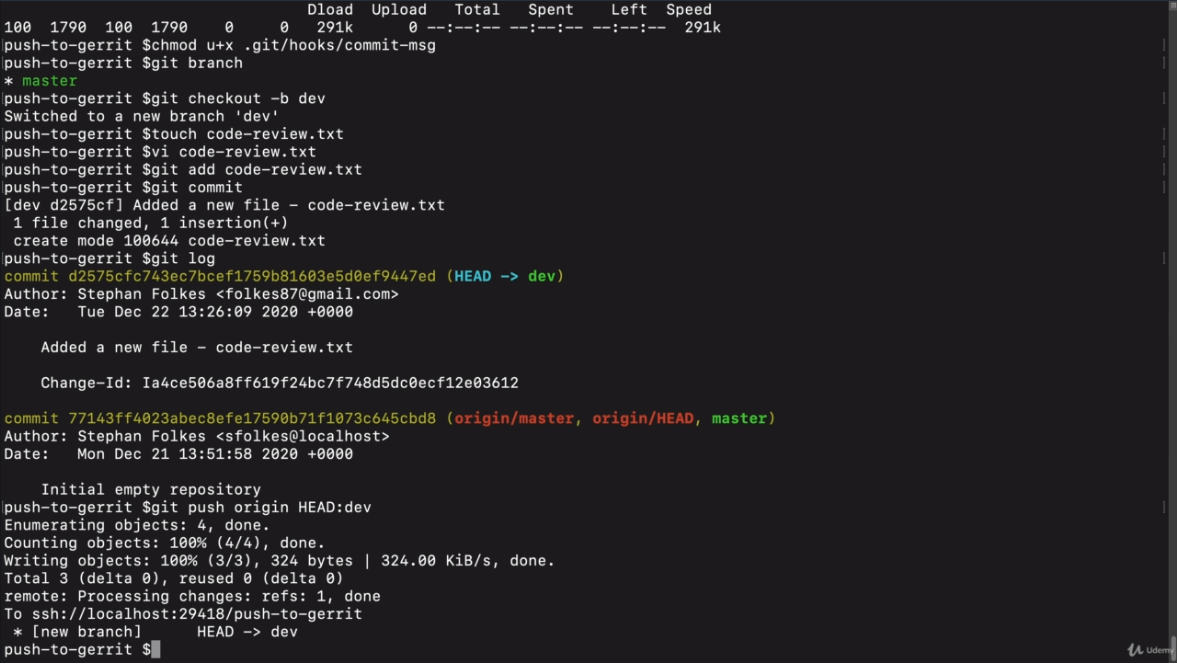 Dload Upload Total Spent Left Speed
100 1790 100 1790 0 0 291k 0 --:--:-- --:--:-- --:--:-- 291k
push-to-gerrit $chmod u+x .git/hooks/commit-msg
push-to-gerrit $git branch
* master
push-to-gerrit $git checkout -b dev
Switched to a new branch 'dev'
push-to-gerrit $touch code-review.txt
push-to-gerrit $vi code-review.txt
push-to-gerrit $git add code-review.txt
push-to-gerrit $git commit
[dev d2575cf] Added a new file - code-review.txt
1 file changed, 1 insertion(+)
create mode 100644 code-review.txt
push-to-gerrit $git log
commit d2575cfc743ec7bcef1759b81603e5d0ef9447ed (HEAD -> dev)
Author: Stephan Folkes <folkes87@gmail.com>
Date: Tue Dec 22 13:26:09 2020 +0000
Added a new file - code-review.txt
Change-Id: Ia4ce506a8ff619f24bc7f748d5dc0ecf12e03612
commit 77143ff4023abec8efe17590b71f1073c645cbd8 (origin/master, origin/HEAD, master)
Author: Stephan Folkes <sfolkes@localhost>
Date: Mon Dec 21 13:51:58 2020 +0000
Initial empty repository
push-to-gerrit $git push origin HEAD:dev
Enumerating objects: 4, done.
Counting objects: 100% (4/4), done.
Writing objects: 100% (3/3), 324 bytes | 324.00 KiB/s, done.
Total 3 (delta 0), reused 0 (delta 0)
remote: Processing changes: refs: 1, done
To ssh://localhost:29418/push-to-gerrit
* [new branch] HEAD -> dev
push-to-gerrit $
Udemy